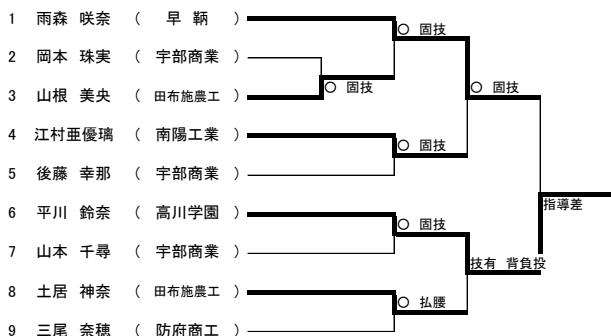 1 雨森 咲奈 ( 早 鞆 )
○ 固技
2 岡本 珠実 ( 宇部商業 )
○ 固技
○ 固技
3 山根 美央 ( 田布施農工 )
4 江村亜優璃 ( 南陽工業 )
○ 固技
5 後藤 幸那 ( 宇部商業 )
指導差
6 平川 鈴奈 ( 高川学園 )
○ 固技
7 山本 千尋 ( 宇部商業 )
技有 背負投
8 土居 神奈 ( 田布施農工 )
○ 払腰
9 三尾 奈穂 ( 防府商工 )